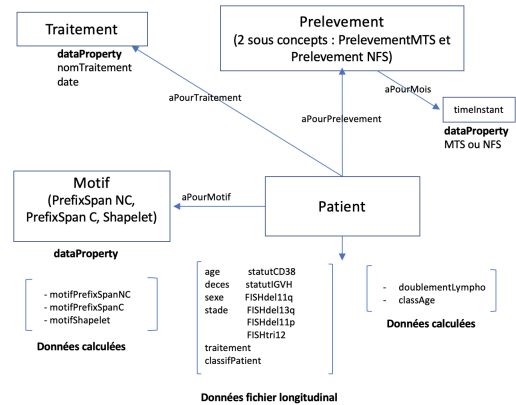 Traitement
dataProperty
nomTraitement
date
Prelevement
(2 sous concepts : PrelevementMTS et
Prelevement NFS)
aPourTraitement
aPourPrelevement
aPourMois
timeInstant
dataProperty
MTS ou NFS
Motif
(PrefixSpan NC,
PrefixSpan C, Shapelet)
aPourMotif
Patient
dataProperty
- motifPrefixSpanNC
- motifPrefixSpanC
- motifShapelet
Données calculées
age statutCD38
deces statutIGVH
sexe FISHdel11q
stade FISHdel13q
FISHdel11p
FISHtri12
traitement
classifPatient
Données fichier longitudinal
- doublementLympho
- classAge
Données calculées